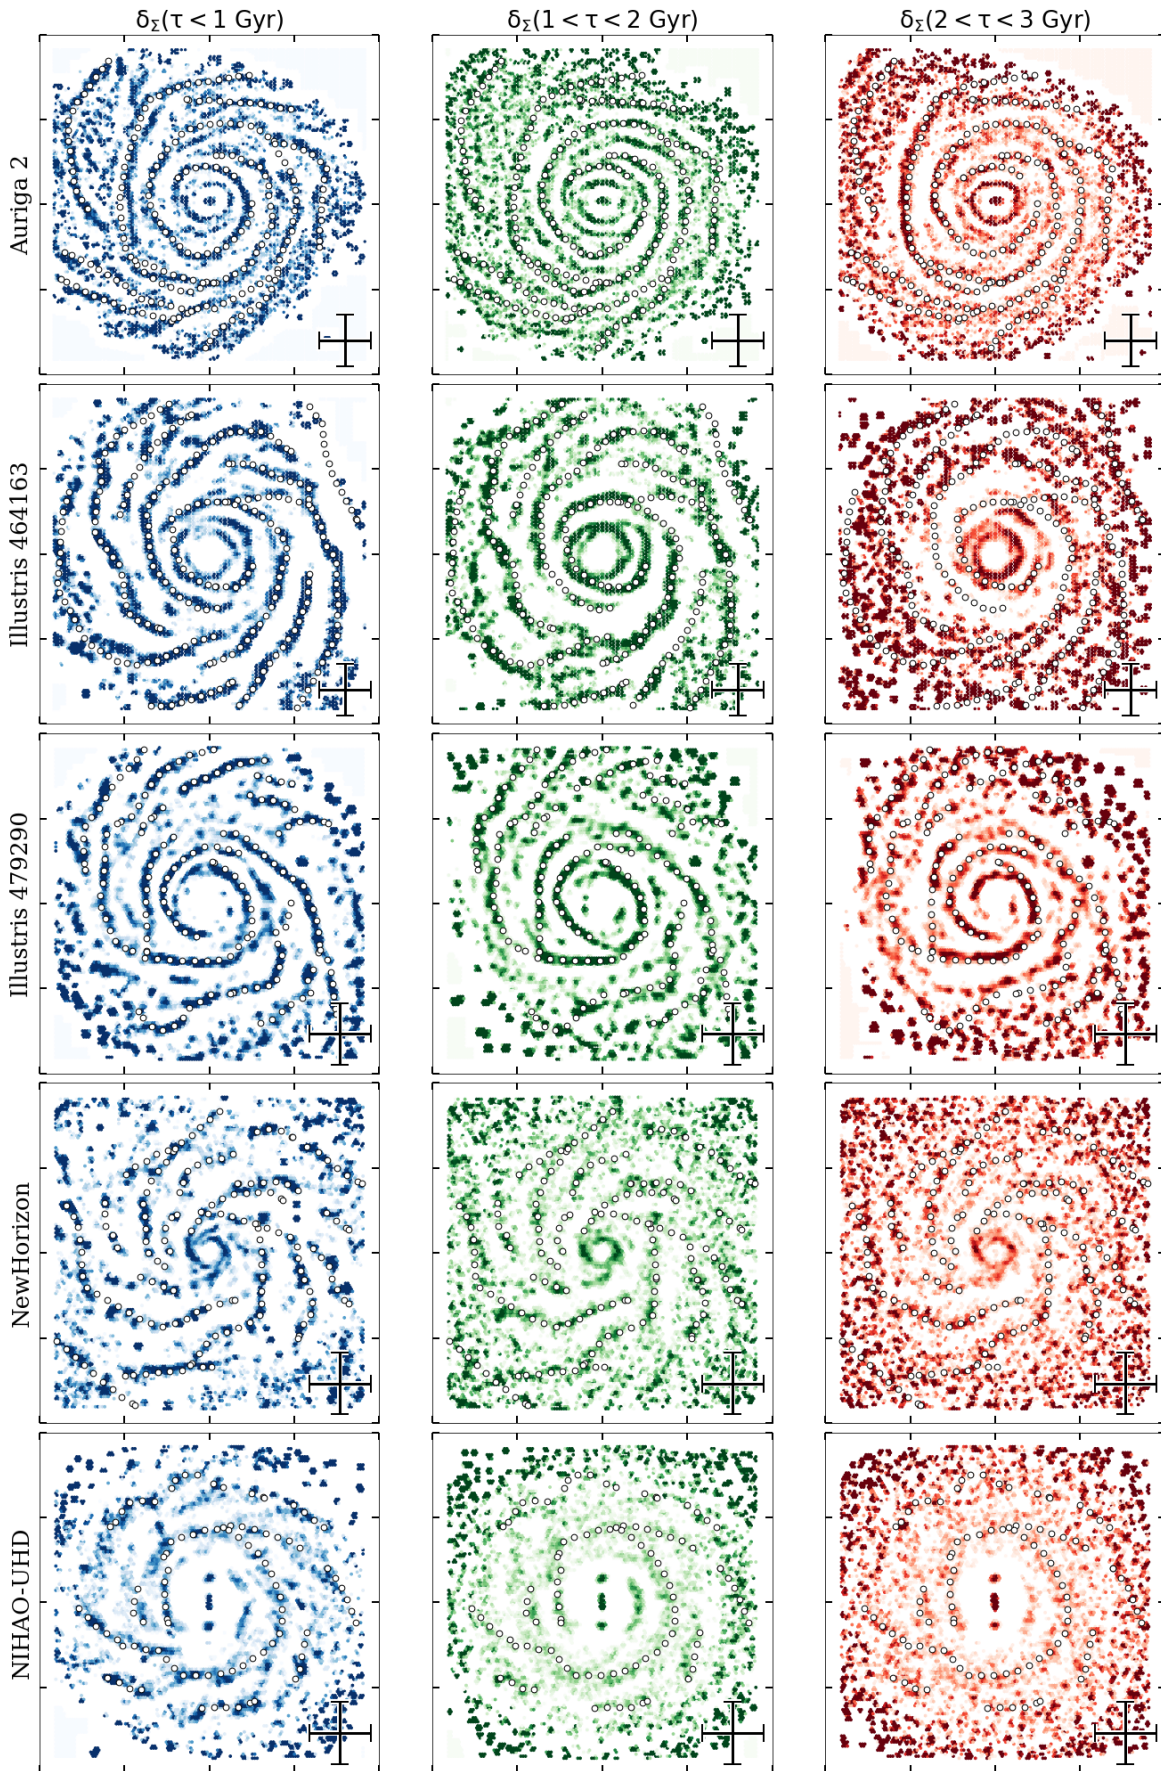 δΣ(τ < 1 Gyr) δΣ(1 < τ < 2 Gyr) δΣ(2 < τ < 3 Gyr)
Auriga 2
Illustris 464163
Illustris 479290
NewHorizon
NIHAO-UHD